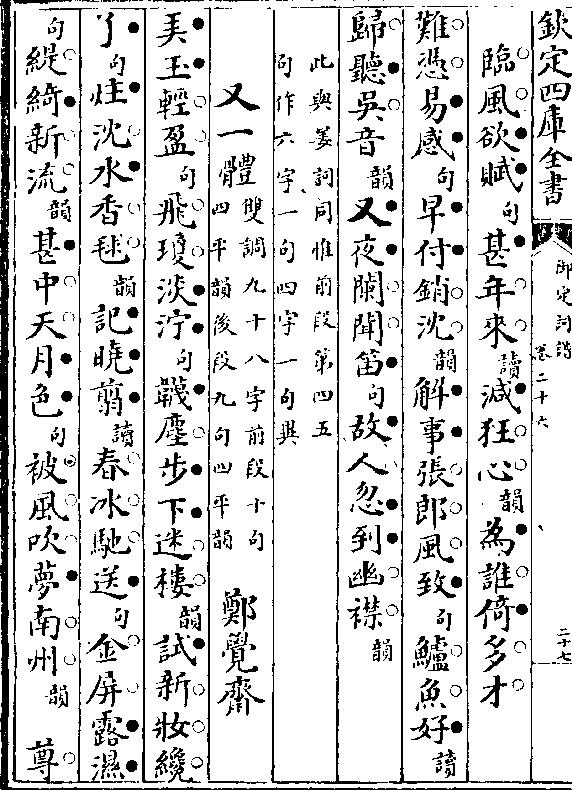 欽定四庫全書
御定詞譜
卷二十六
二十七
臨風欲賦句甚年來讀減狂心韻為誰倚多才
難憑易感句早付銷沈韻解事張郎風致句鱸魚好讀
歸聽吳音韻又夜闌聞笛句故人忽到幽襟韻
此與姜詞同惟前段第四五
句作六字一句四字一句異
又一體
雙調九十八字前段十句
四平韻後段九句四平韻
鄭覺齋
弄玉輕盈句飛瓊淡濘句韈塵步下迷樓韻試新妝纔
了句炷沈水香毬韻記曉翦讀春冰馳送句金屏露濕
句緹綺新流韻甚中天月色句被風吹夢南州韻 尊